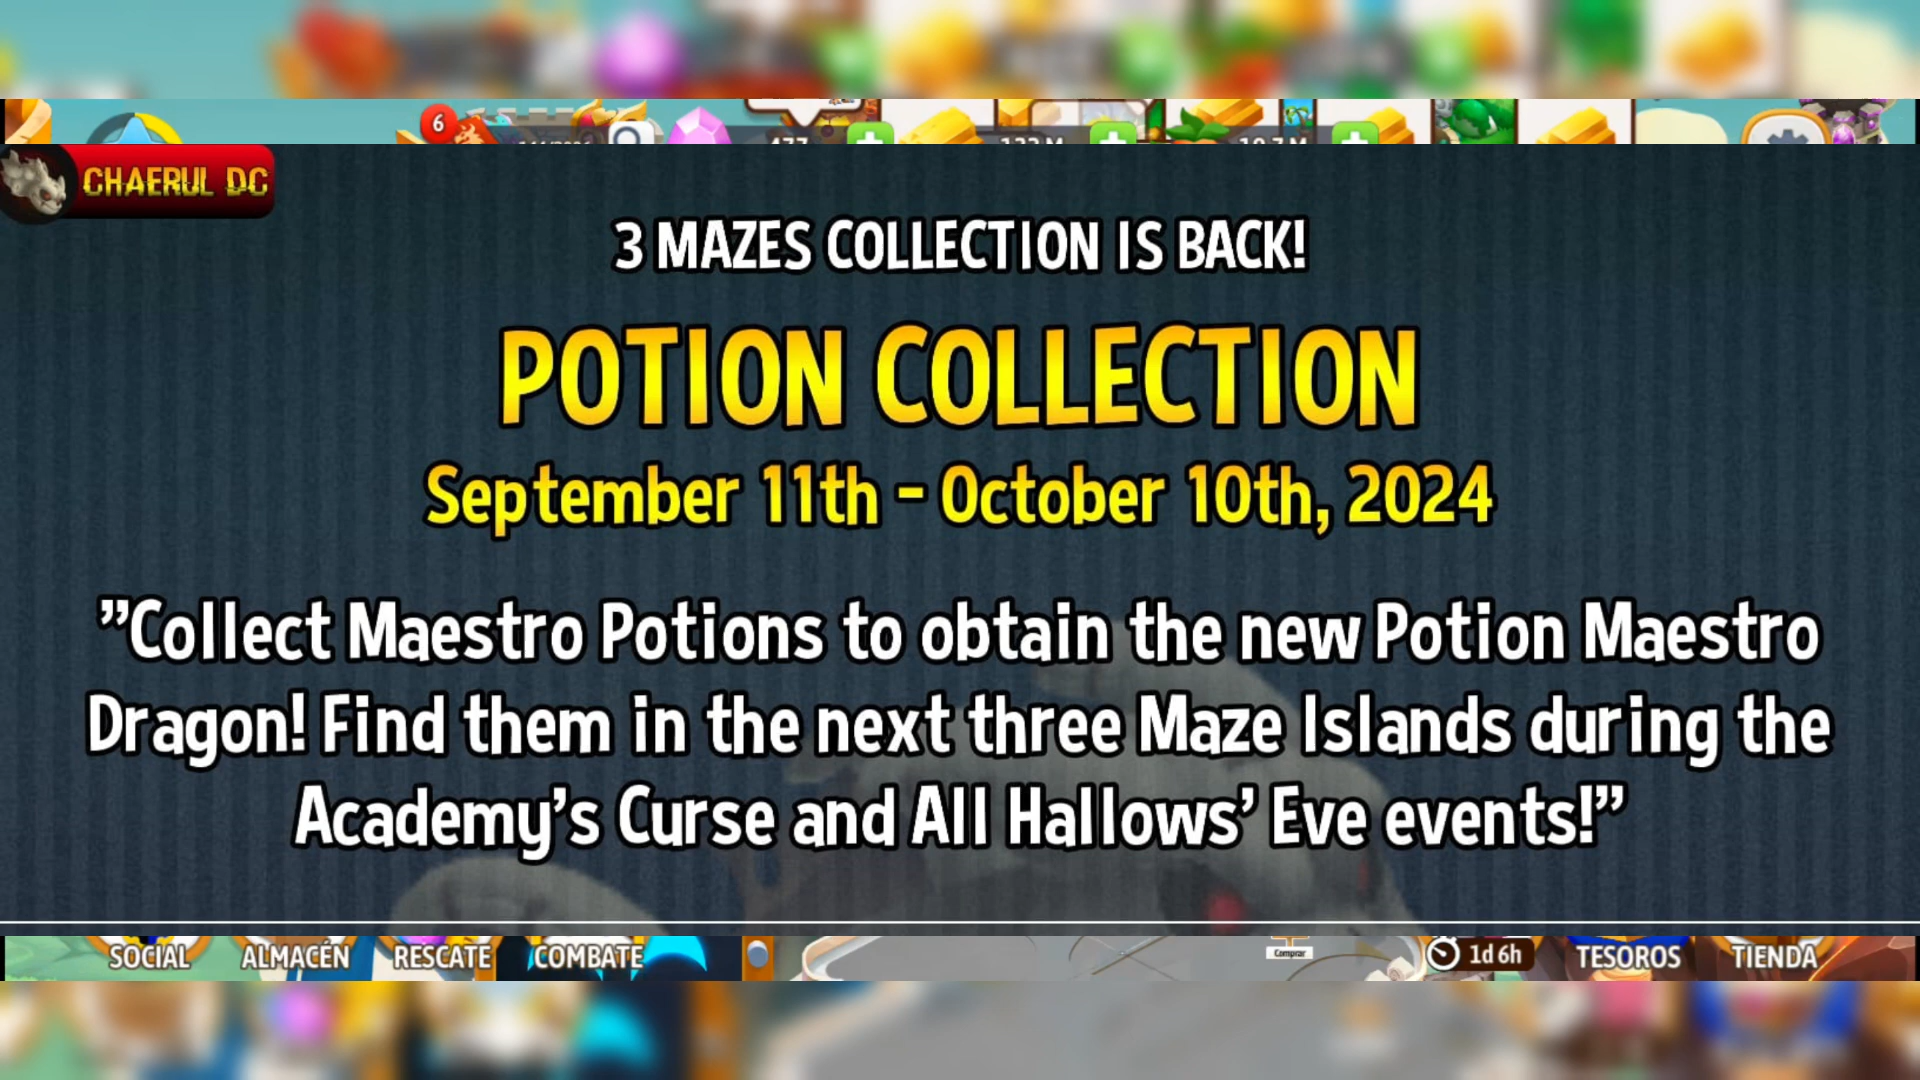 6
CHAERUL DC
3 MAZES COLLECTION IS BACK!
POTION COLLECTION
September 11th - October 10th, 2024
”Collect Maestro Potions to obtain the new Potion Maestro
Dragon! Find them in the next three Maze Islands during the
Academy’s Curse and All Hallows’ Eve events!”
SOCIAL ALMACÉN RESCATE COMBATE Comprar 1d 6h TESOROS TIENDA